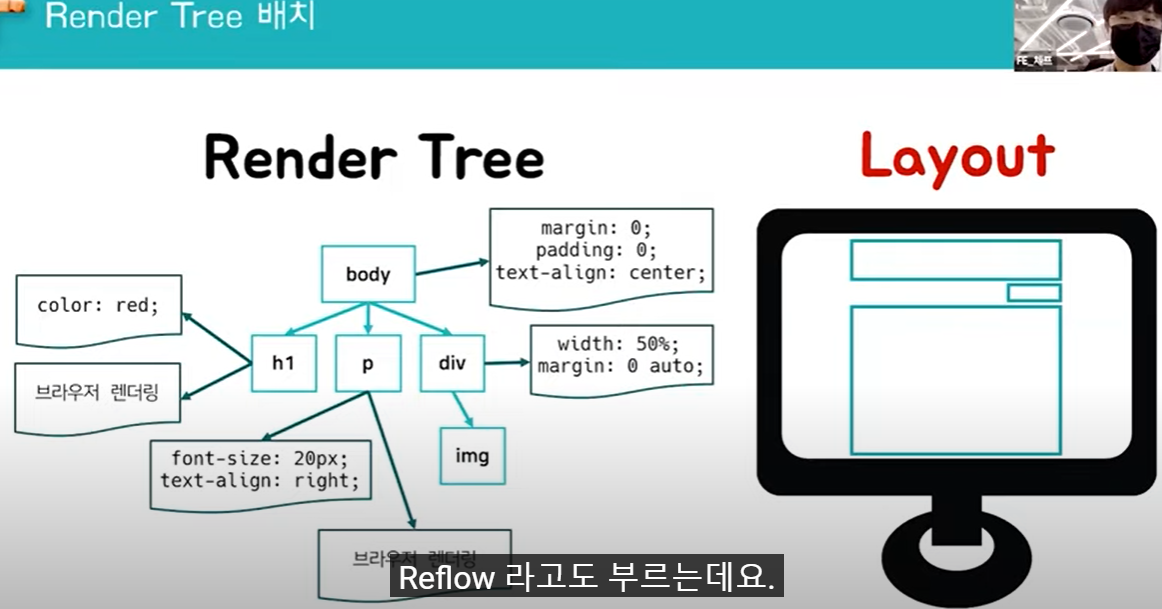 Render Tree 배치
FE_체프
Render Tree
Layout
margin: 0;
padding: 0;
text-align: center;
body
color: red;
h1
p
div
width: 50%;
margin: 0 auto;
브라우저 렌더링
font-size: 20px;
text-align: right;
img
브라우저 렌더링
Reflow 라고도 부르는데요.